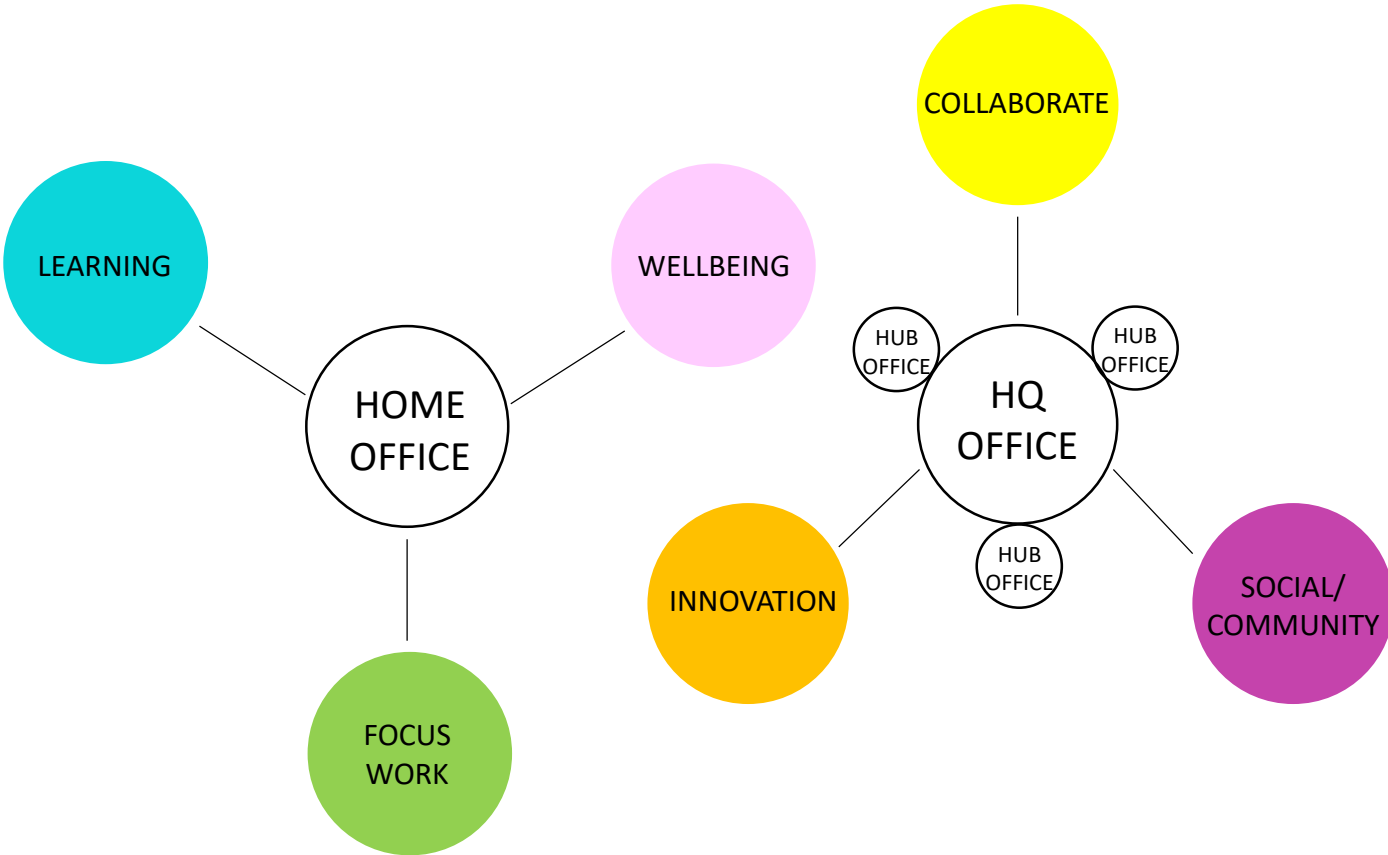 COLLABORATE
LEARNING
WELLBEING
HOME
OFFICE
FOCUS
WORK
HUB
OFFICE
HUB
OFFICE
HQ
OFFICE
HUB
OFFICE
INNOVATION
SOCIAL/
COMMUNITY